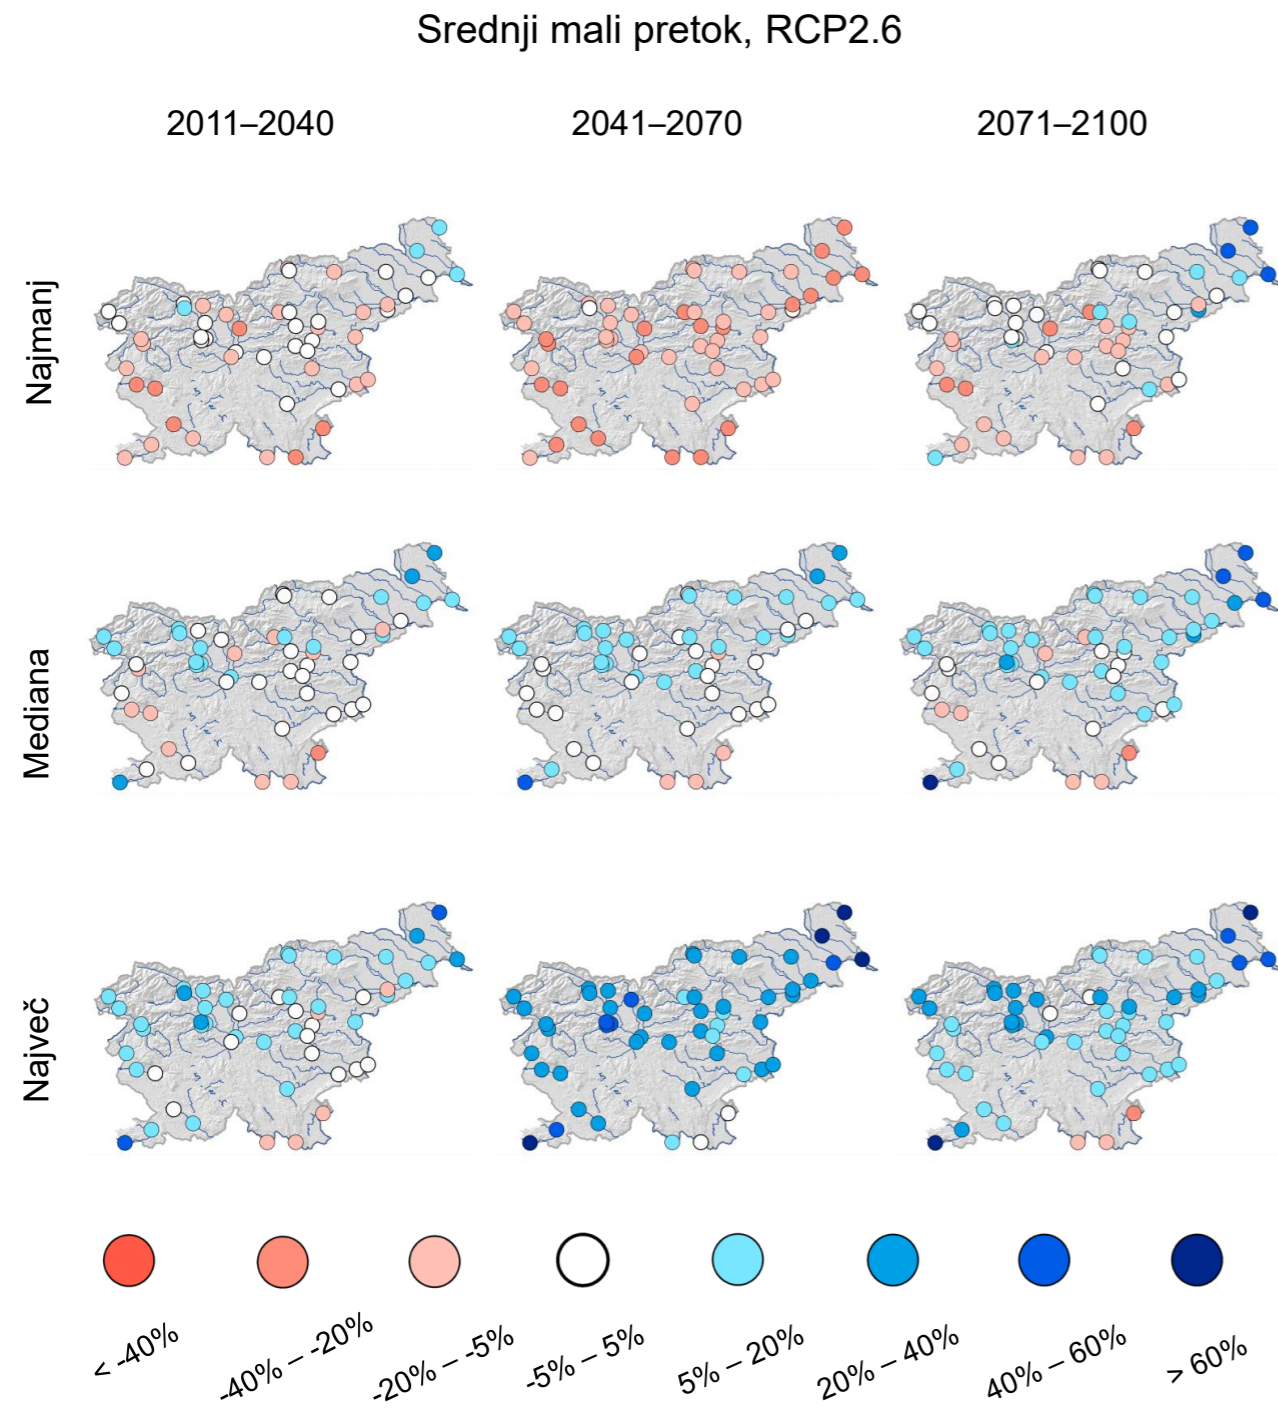 Srednji mali pretok, RCP2.6
2011–2040
2041–2070
2071–2100
Najmanj
Mediana
Največ
< -40%
-40% – -20%
-20% – -5%
-5% – 5%
5% – 20%
20% – 40%
40% – 60%
> 60%